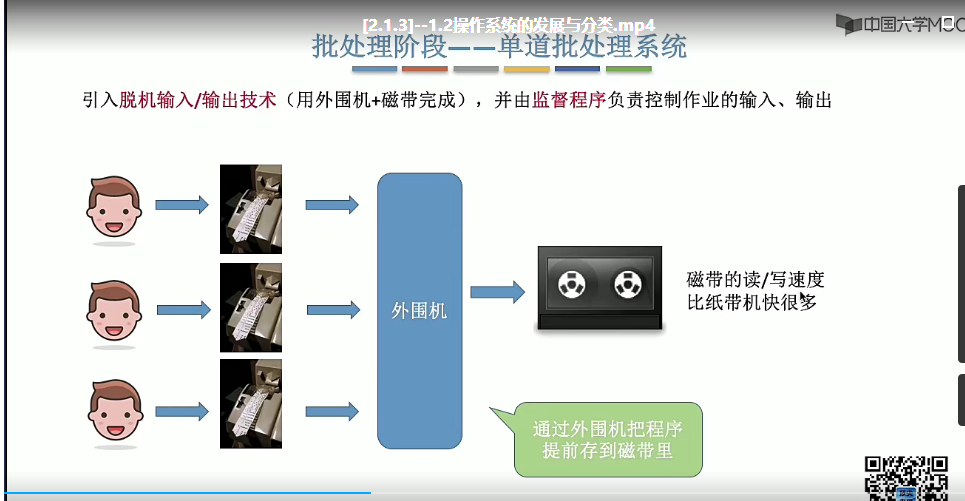 [2.1.3]--1.2操作系统的发展与分类.mp4
中国大学MOOC
批处理阶段——单道批处理系统
引入脱机输入/输出技术（用外围机+磁带完成），并由监督程序负责控制作业的输入、输出
外围机
磁带的读/写速度
比纸带机快很多
通过外围机把程序
提前存到磁带里